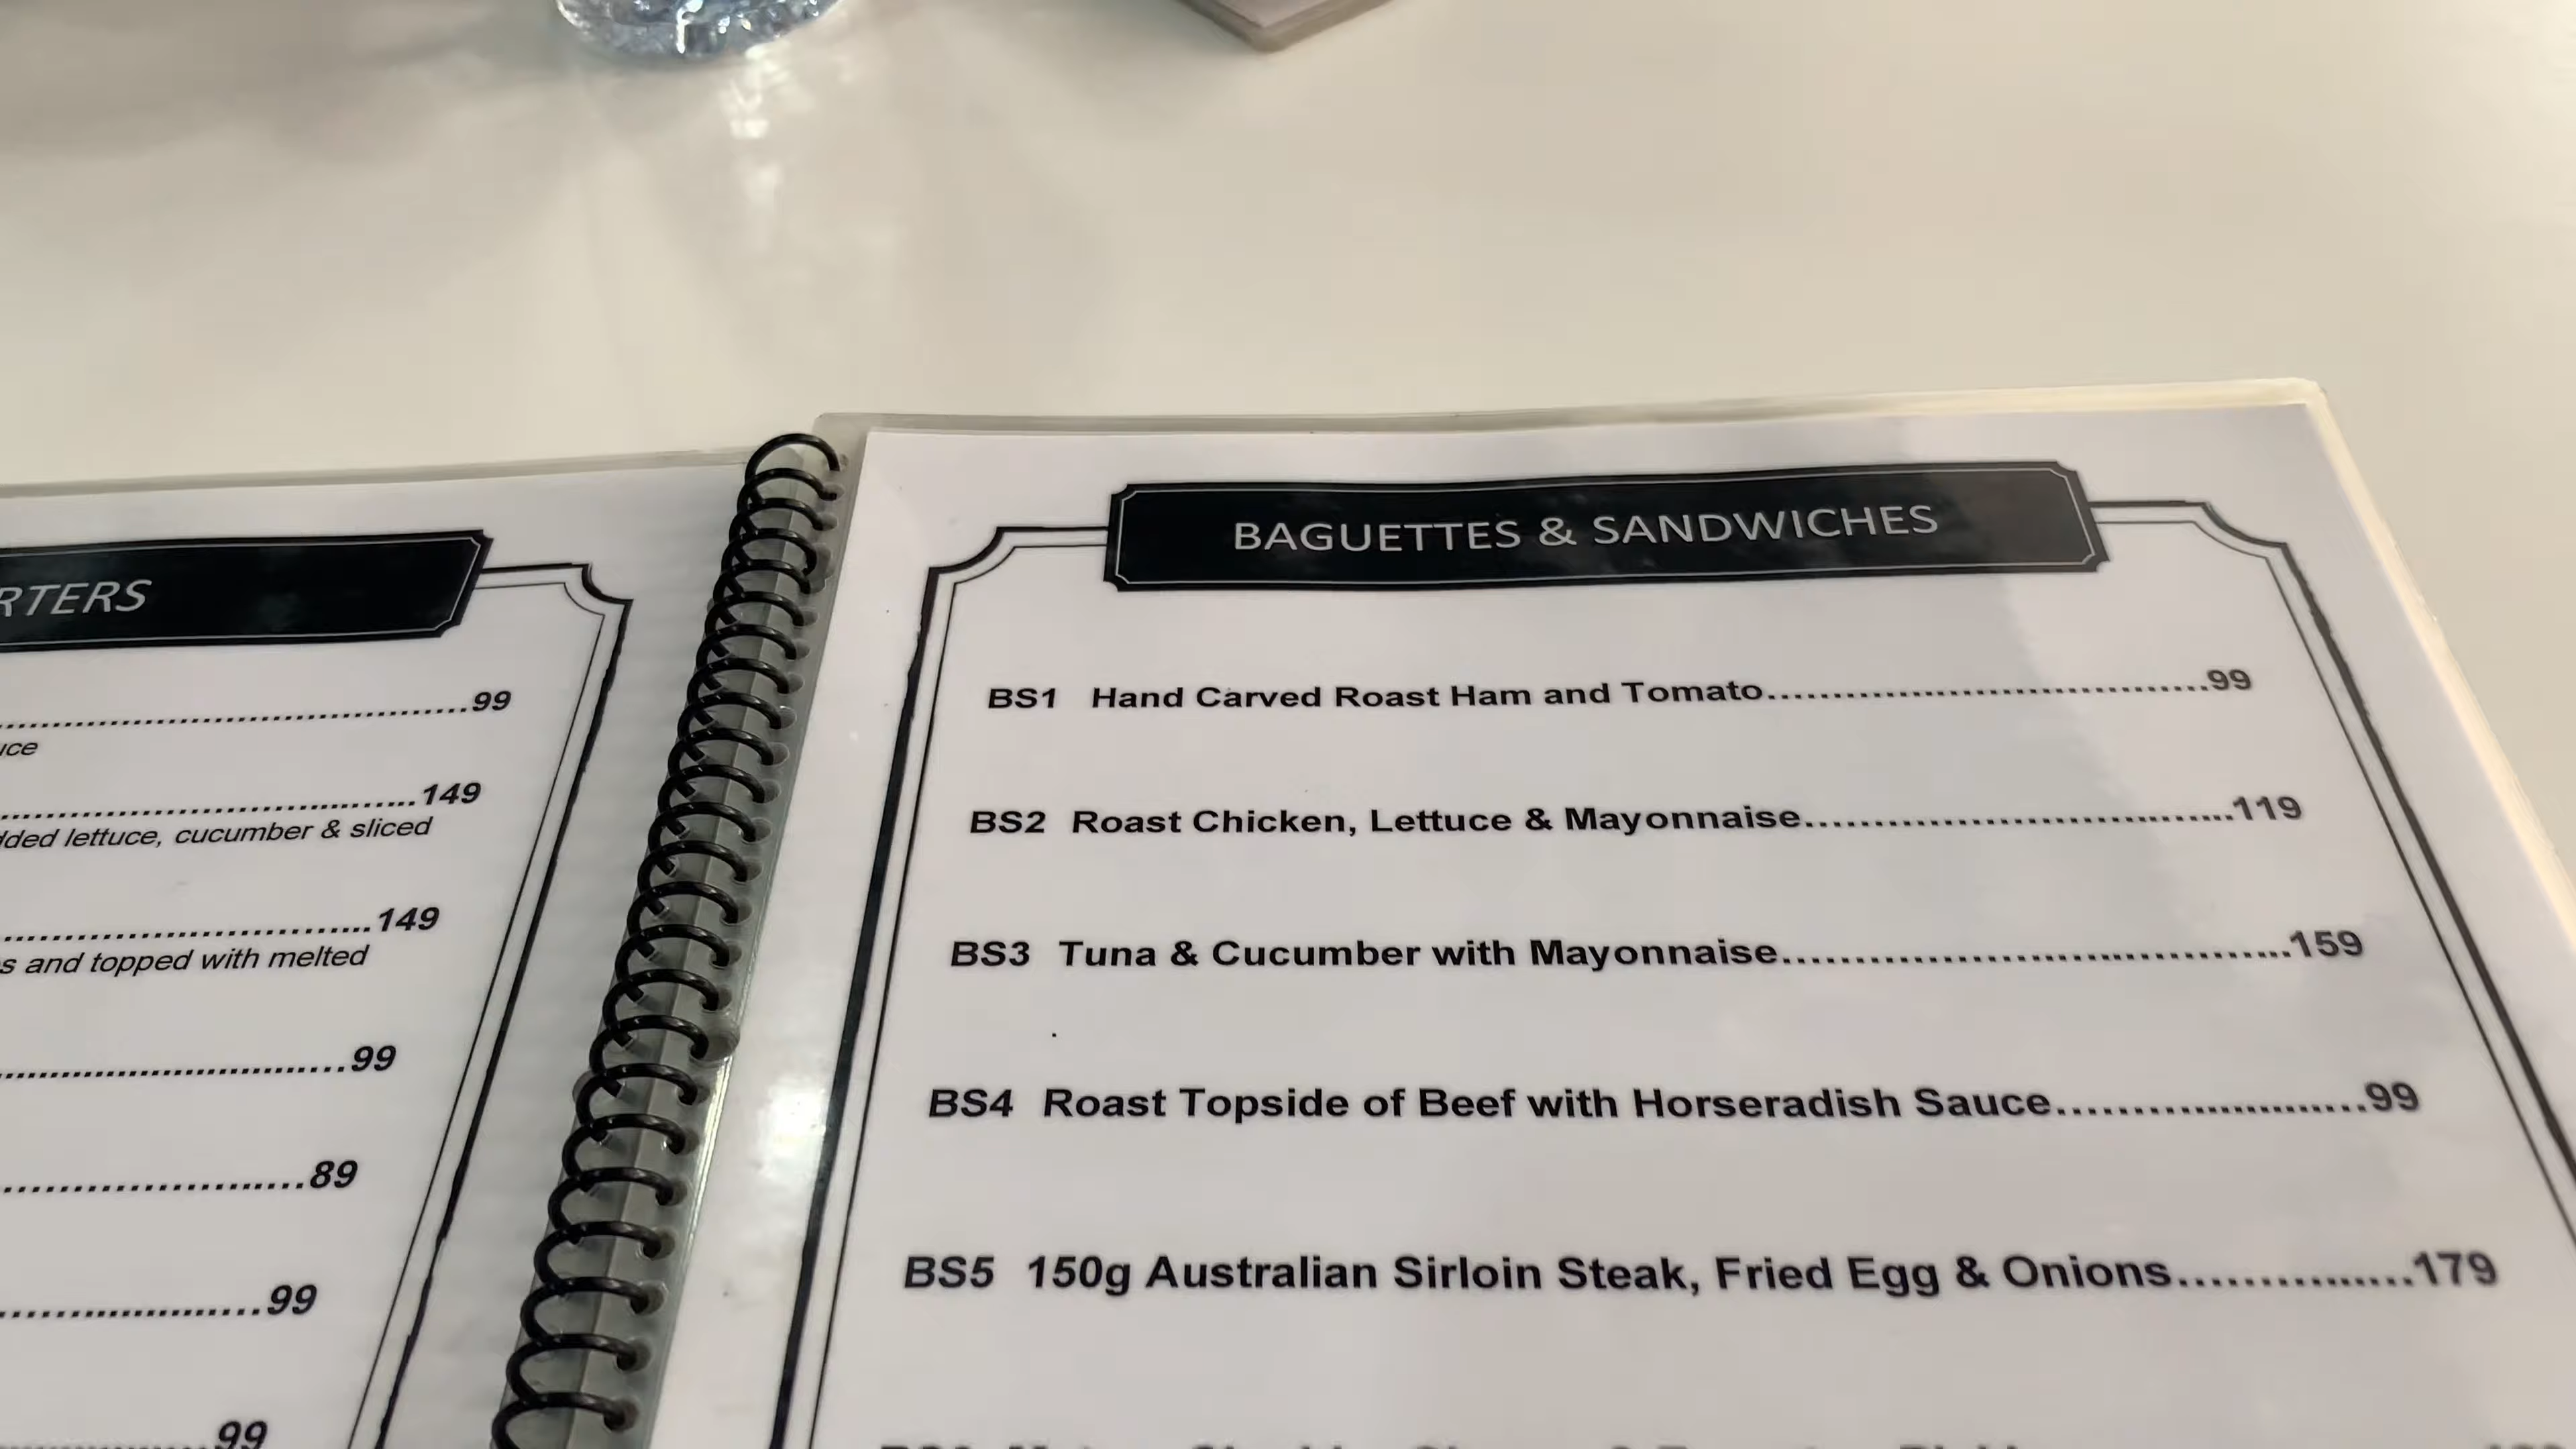 RTERS
........................................99
uce
........................................149
dded lettuce, cucumber & sliced
...................................149
s and topped with melted
.................................99
.............................89
.........................99
....................99
BAGUETTES & SANDWICHES
BS1 Hand Carved Roast Ham and Tomato..................................99
BS2 Roast Chicken, Lettuce & Mayonnaise................................119
BS3 Tuna & Cucumber with Mayonnaise.....................................159
BS4 Roast Topside of Beef with Horseradish Sauce......................99
BS5 150g Australian Sirloin Steak, Fried Egg & Onions...............179